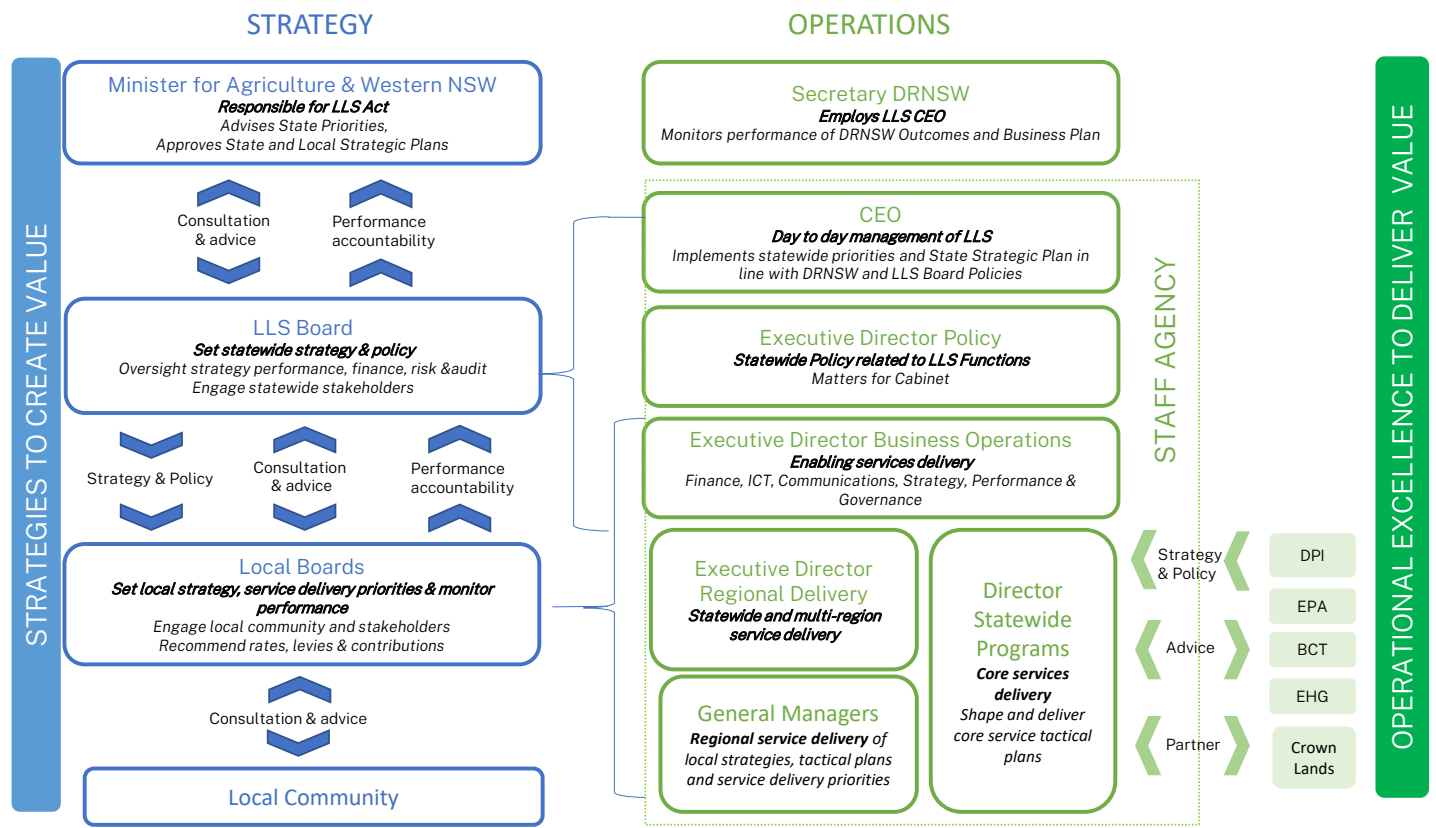 STRATEGY
OPERATIONS
STRATEGIES TO CREATE VALUE
Minister for Agriculture & Western NSW
Responsible for LLS Act
Advises State Priorities,
Approves State and Local Strategic Plans
Consultation
& advice
Performance
accountability
LLS Board
Set statewide strategy & policy
Oversight strategy performance, finance, risk &audit
Engage statewide stakeholders
Strategy & Policy
Consultation
& advice
Performance
accountability
Local Boards
Set local strategy, service delivery priorities & monitor
performance
Engage local community and stakeholders
Recommend rates, levies & contributions
Consultation & advice
Local Community
Secretary DRNSW
Employs LLS CEO
Monitors performance of DRNSW Outcomes and Business Plan
CEO
Day to day management of LLS
Implements statewide priorities and State Strategic Plan in
line with DRNSW and LLS Board Policies
Executive Director Policy
Statewide Policy related to LLS Functions
Matters for Cabinet
Executive Director Business Operations
Enabling services delivery
Finance, ICT, Communications, Strategy, Performance &
Governance
Executive Director
Regional Delivery
Statewide and multi-region
service delivery
General Managers
Regional service delivery of
local strategies, tactical plans
and service delivery priorities
Director
Statewide
Programs
Core services
delivery
Shape and deliver
core service tactical
plans
STAFF AGENCY
Strategy
& Policy
Advice
Partner
DPI
EPA
BCT
EHG
Crown
Lands
OPERATIONAL EXCELLENCE TO DELIVER VALUE